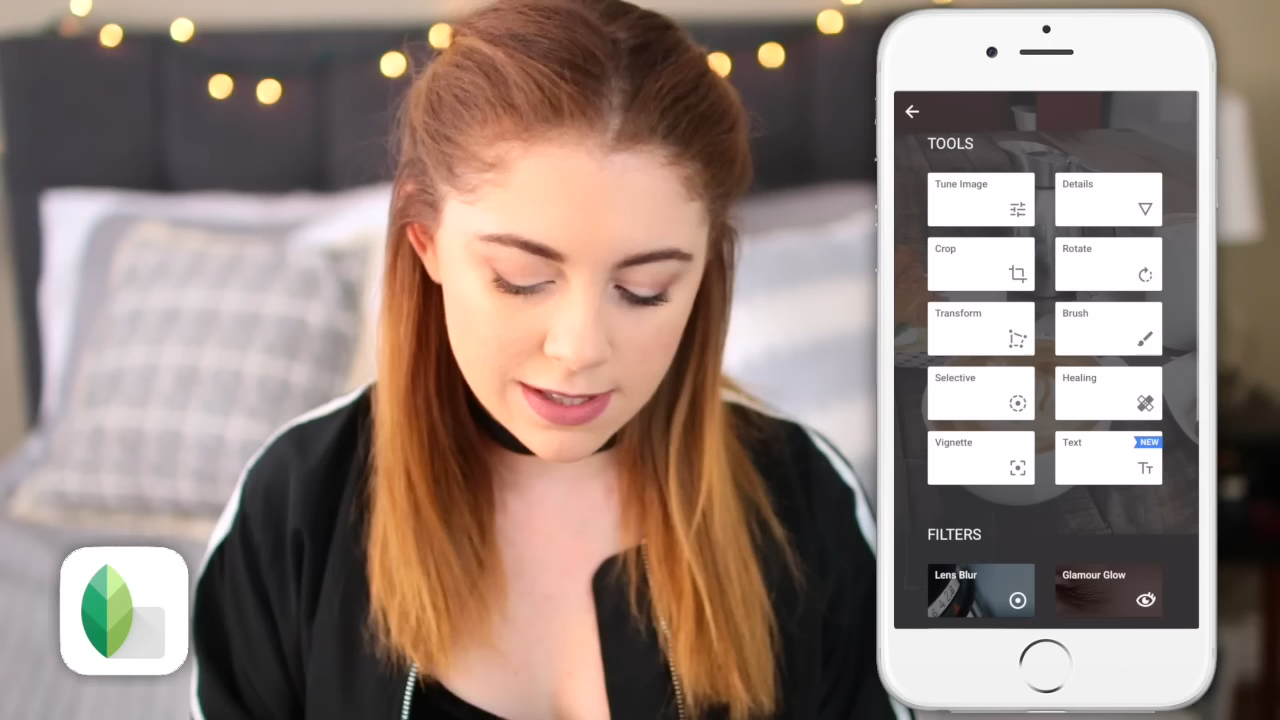 TOOLS
Tune Image
Details
Crop
Rotate
Transform
Brush
Selective
Healing
Vignette
Text
NEW
FILTERS
Lens Blur
Glamour Glow